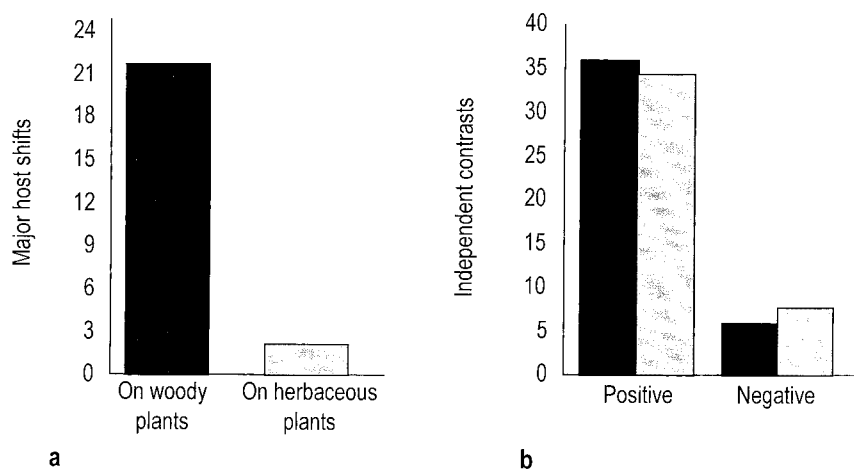 24
21
18
15
12
9
6
3
0
Major host shifts
On woody
plants
On herbaceous
plants
a
40
35
30
25
20
15
10
5
0
Independent contrasts
Positive
Negative
b